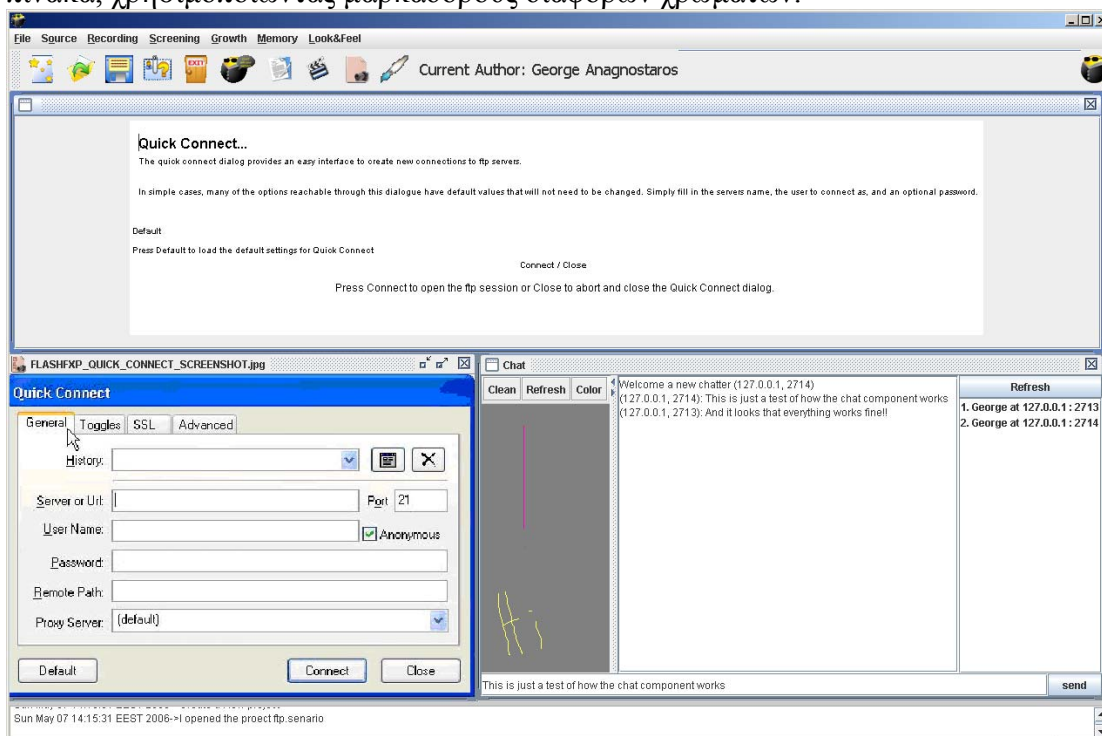 πίνακα, χρησιμοποιώντας μαρκαδόρους διαφόρων χρωμάτων.
File Source Recording Screening Growth Memory Look&Feel
EXIT
Current Author: George Anagnostaros
Quick Connect...
The quick connect dialog provides an easy interface to create new connections to ftp servers.
In simple cases, many of the options reachable through this dialogue have default values that will not need to be changed. Simply fill in the servers name, the user to connect as, and an optional password.
Default
Press Default to load the default settings for Quick Connect
Connect / Close
Press Connect to open the ftp session or Close to abort and close the Quick Connect dialog.
FLASHFXP_QUICK_CONNECT_SCREENSHOT.jpg
Quick Connect
General Toggles SSL Advanced
History:
Server or Url: Port 21
User Name: Anonymous
Password:
Remote Path:
Proxy Server: (default)
Default Connect Close
Chat
Clean Refresh Color
Hi
Welcome a new chatter (127.0.0.1, 2714)
(127.0.0.1, 2714): This is just a test of how the chat component works
(127.0.0.1, 2713): And it looks that everything works fine!!
Refresh
1. George at 127.0.0.1 : 2713
2. George at 127.0.0.1 : 2714
This is just a test of how the chat component works
send
Sun May 07 14:15:31 EEST 2006->I opened the proect ftp.senario